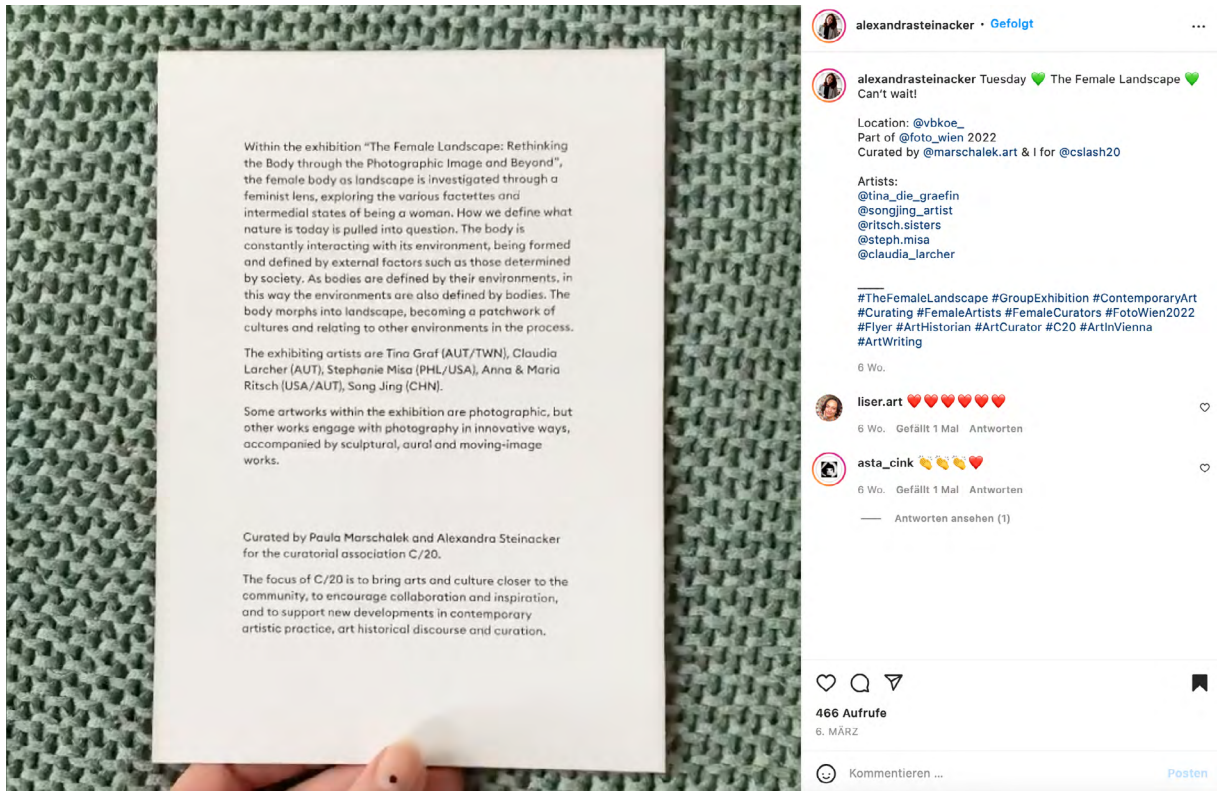 Within the exhibition “The Female Landscape: Rethinking
the Body through the Photographic Image and Beyond”,
the female body as landscape is investigated through a
feminist lens, exploring the various factettes and
intermedial states of being a woman. How we define what
nature is today is pulled into question. The body is
constantly interacting with its environment, being formed
and defined by external factors such as those determined
by society. As bodies are defined by their environments, in
this way the environments are also defined by bodies. The
body morphs into landscape, becoming a patchwork of
cultures and relating to other environments in the process.
The exhibiting artists are Tina Graf (AUT/TWN), Claudia
Larcher (AUT), Stephanie Misa (PHL/USA), Anna & Maria
Ritsch (USA/AUT), Song Jing (CHN).
Some artworks within the exhibition are photographic, but
other works engage with photography in innovative ways,
accompanied by sculptural, aural and moving-image
works.
Curated by Paula Marschalek and Alexandra Steinacker
for the curatorial association C/20.
The focus of C/20 is to bring arts and culture closer to the
community, to encourage collaboration and inspiration,
and to support new developments in contemporary
artistic practice, art historical discourse and curation.
alexandrasteinacker • Gefolgt
alexandrasteinacker Tuesday 💚 The Female Landscape 💚
Can't wait!
Location: @vbkoe_
Part of @foto_wien 2022
Curated by @marschalek.art & I for @cslash20
Artists:
@tina_die_graefin
@songjing_artist
@ritsch.sisters
@steph.misa
@claudia_larcher
____
#TheFemaleLandscape #GroupExhibition #ContemporaryArt
#Curating #FemaleArtists #FemaleCurators #FotoWien2022
#Flyer #ArtHistorian #ArtCurator #C20 #ArtInVienna
#ArtWriting
6 Wo.
liser.art ❤️❤️❤️❤️❤️❤️
6 Wo. Gefällt 1 Mal Antworten
asta_cink 👏👏👏❤️
6 Wo. Gefällt 1 Mal Antworten
Antworten ansehen (1)
466 Aufrufe
6. MÄRZ
Kommentieren ... Posten